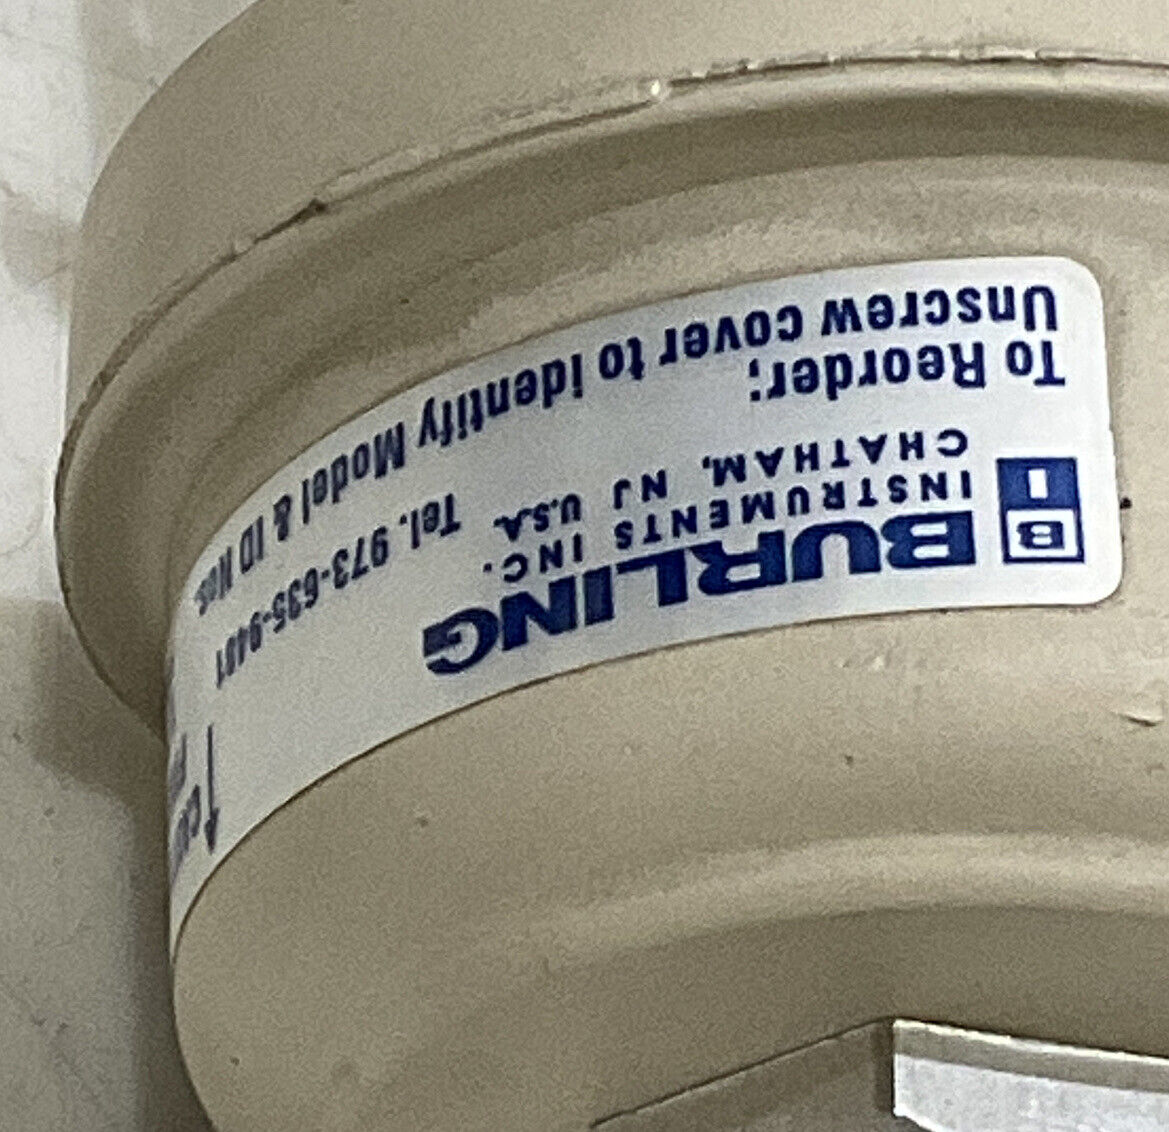 B
I
BURLING
INSTRUMENTS INC.
CHATHAM, NJ U.S.A. Tel. 973-635-9481
To Reorder;
Unscrew cover to identify Model & ID Nos.